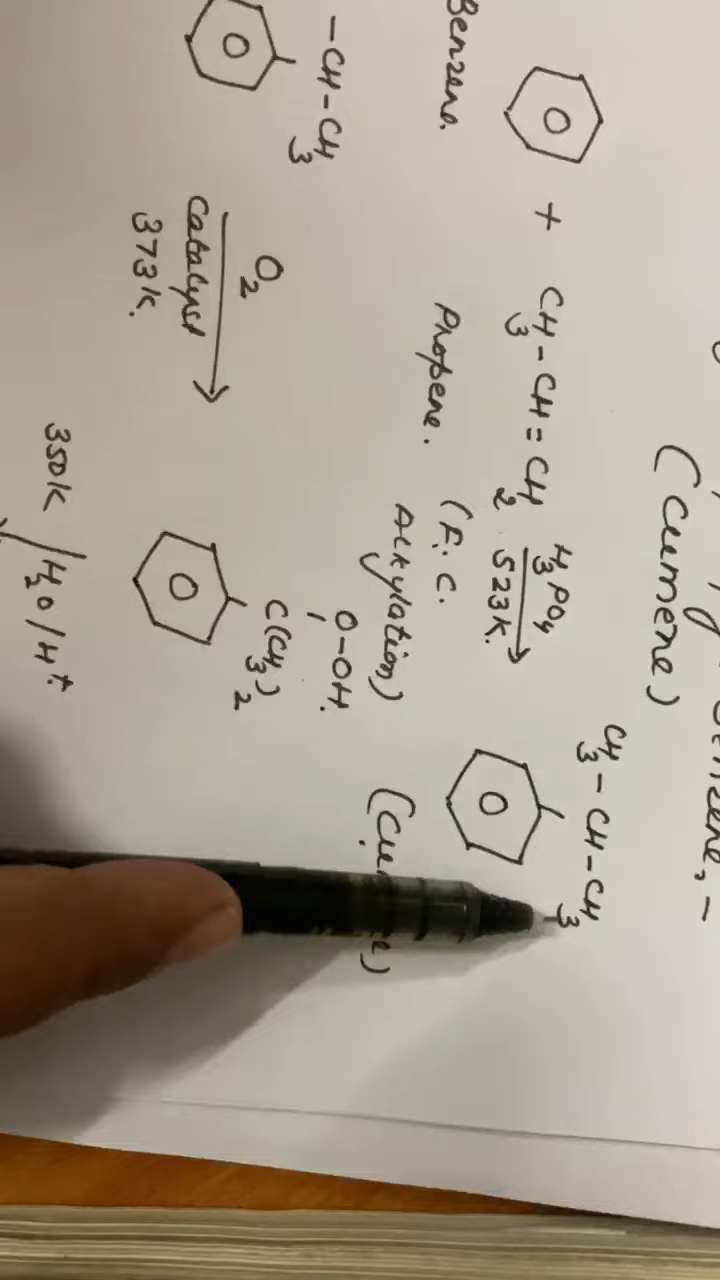 (Cumene)
CH3-CH-CH3
+ CH3-CH=CH2 H3PO4
523K.
Benzene. Propene. (F.C.
Alkylation)
-CH-CH3
O2
Catalyst
373K.
O-OH.
C(CH3)2
350K / H2O / H+.